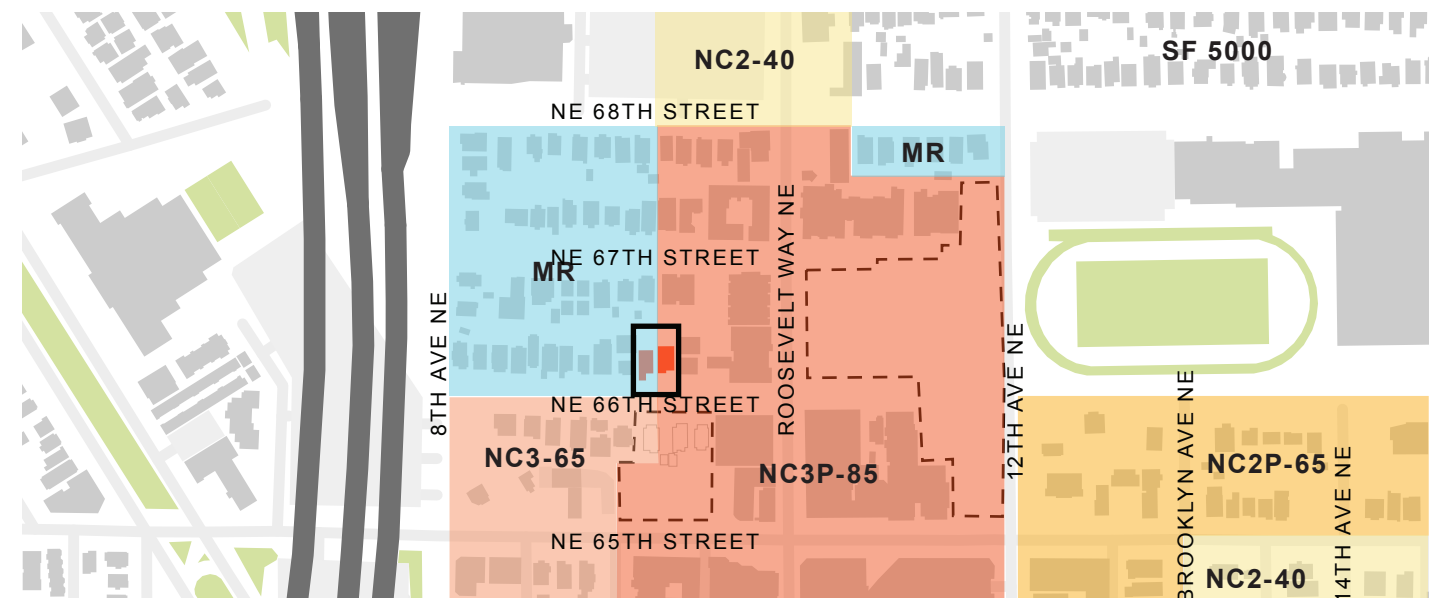 SF 5000
NC2-40
NE 68TH STREET
MR
NE 67TH STREET
MR
ROOSEVELT WAY NE
8TH AVE NE
12TH AVE NE
NE 66TH STREET
NC3-65
NC3P-85
NC2P-65
BROOKLYN AVE NE
14TH AVE NE
NE 65TH STREET
NC2-40